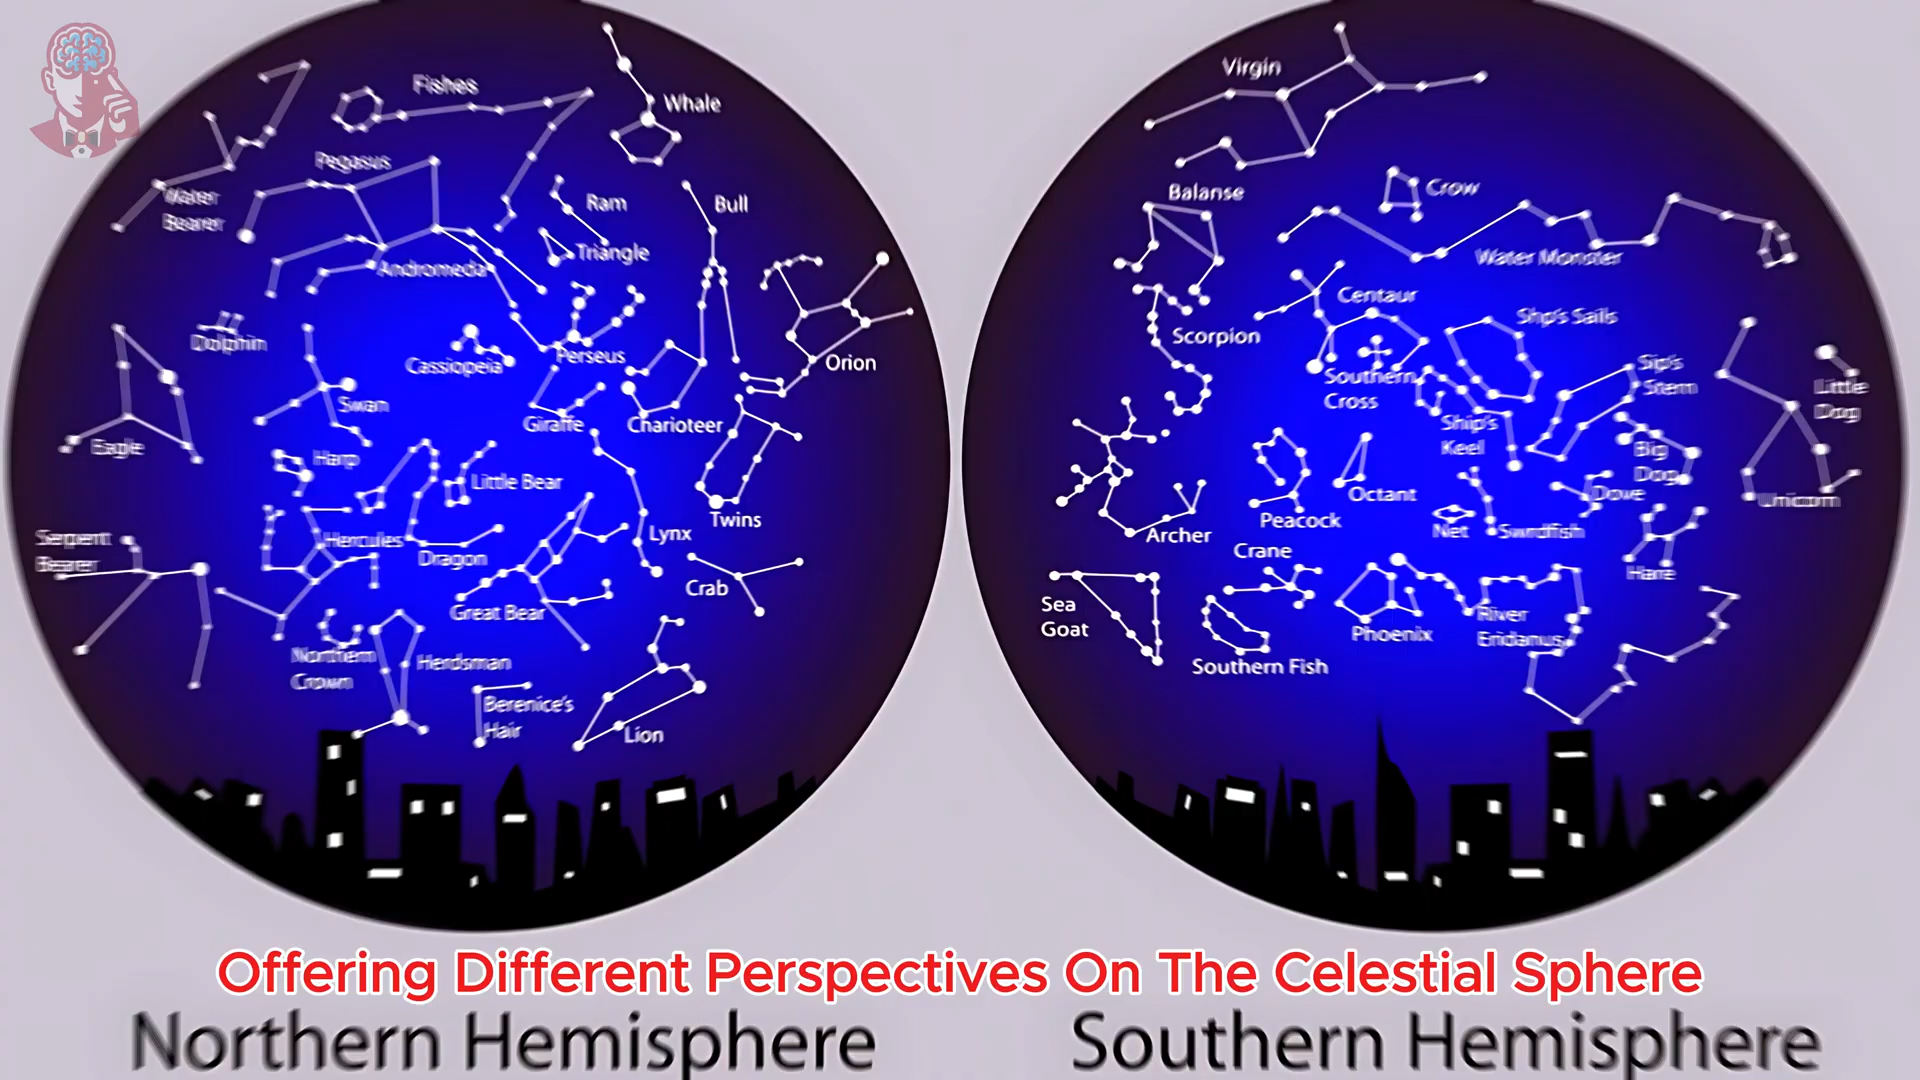 Fishes
Whale
Pegasus
Water
Bearer
Ram
Bull
Triangle
Andromeda
Dolphin
Cassiopeia
Perseus
Orion
Swan
Giraffe
Charioteer
Eagle
Harp
Little Bear
Twins
Serpent
Bearer
Hercules
Dragon
Lynx
Crab
Great Bear
Northern
Crown
Herdsman
Berenice's
Hair
Lion
Virgin
Balanse
Crow
Water Monster
Centaur
Shp's Sails
Scorpion
Southern
Cross
Sip's
Stern
Little
Dog
Ship's
Keel
Big
Dog
Octant
Dove
Unicorn
Peacock
Net
Swrdfish
Archer
Crane
Hare
Sea
Goat
Phoenix
River
Eridanus
Southern Fish
Offering Different Perspectives On The Celestial Sphere
Northern Hemisphere
Southern Hemisphere